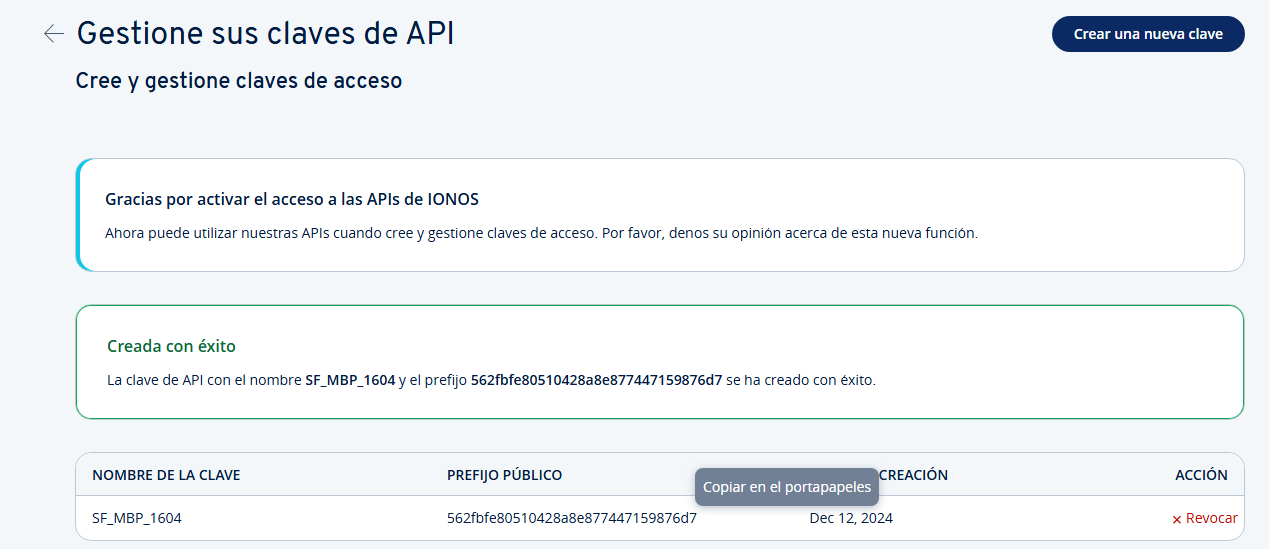 Gestione sus claves de API
Crear una nueva clave
Cree y gestione claves de acceso
Gracias por activar el acceso a las APIs de IONOS
Ahora puede utilizar nuestras APIs cuando cree y gestione claves de acceso. Por favor, denos su opinión acerca de esta nueva función.
Creada con éxito
La clave de API con el nombre SF_MBP_1604 y el prefijo 562fbfe80510428a8e877447159876d7 se ha creado con éxito.
NOMBRE DE LA CLAVE PREFIJO PÚBLICO CREACIÓN ACCIÓN
Copiar en el portapapeles
SF_MBP_1604 562fbfe80510428a8e877447159876d7 Dec 12, 2024 × Revocar